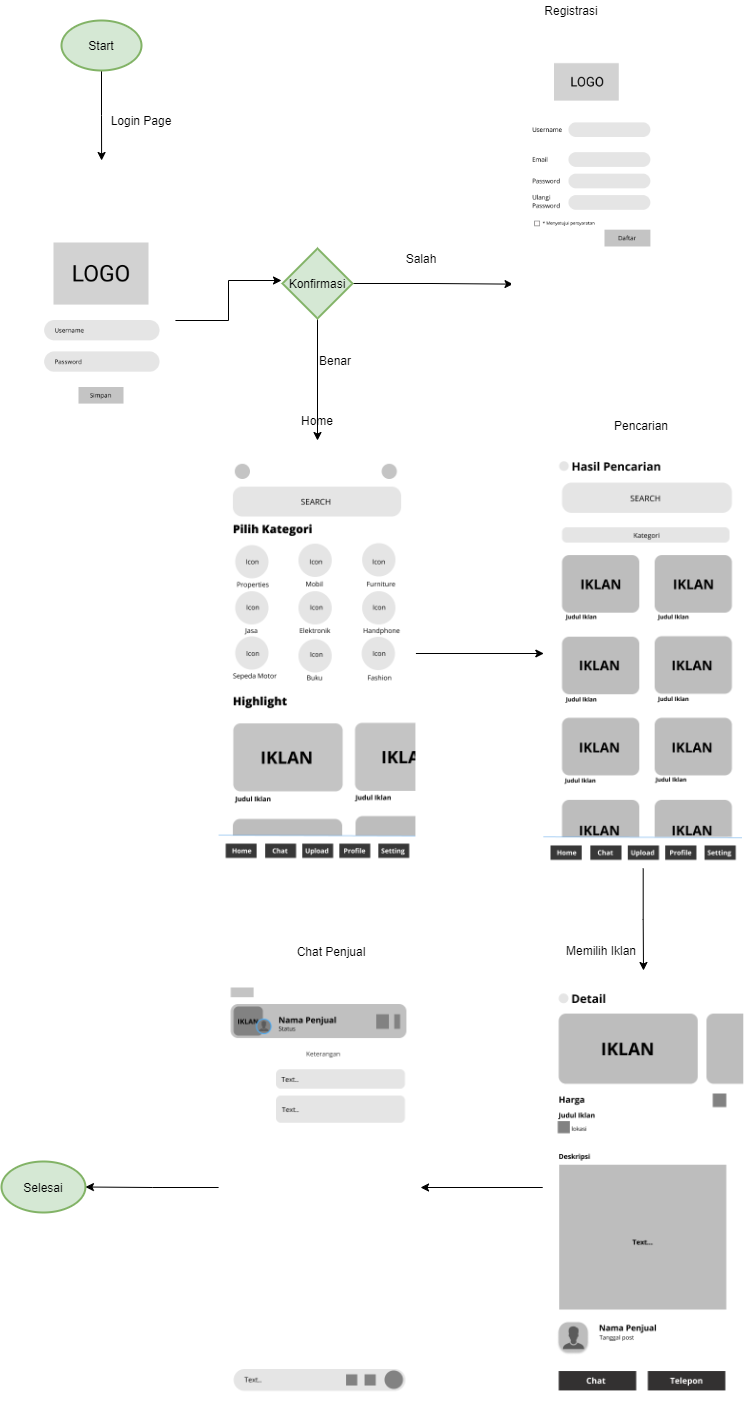 Registrasi
Start
LOGO
Login Page
Username
Email
Password
Ulangi
Password
* Menyetujui persyaratan
Daftar
LOGO
Username
Password
Simpan
Konfirmasi
Salah
Benar
Home
SEARCH
Pilih Kategori
Icon
Icon
Icon
Properties
Mobil
Furniture
Icon
Icon
Icon
Jasa
Elektronik
Handphone
Icon
Icon
Icon
Sepeda Motor
Buku
Fashion
Highlight
IKLAN
IKLA
Judul Iklan
Judul Iklan
Home
Chat
Upload
Profile
Setting
Pencarian
Hasil Pencarian
SEARCH
Kategori
IKLAN
IKLAN
Judul Iklan
Judul Iklan
IKLAN
IKLAN
Judul Iklan
Judul Iklan
IKLAN
IKLAN
Judul Iklan
Judul Iklan
IKLAN
IKLAN
Home
Chat
Upload
Profile
Setting
Memilih Iklan
Detail
IKLAN
Harga
Judul Iklan
lokasi
Deskripsi
Text...
Nama Penjual
Tanggal post
Chat
Telepon
Chat Penjual
IKLAN
Nama Penjual
Status
Keterangan
Text..
Text..
Text..
Selesai